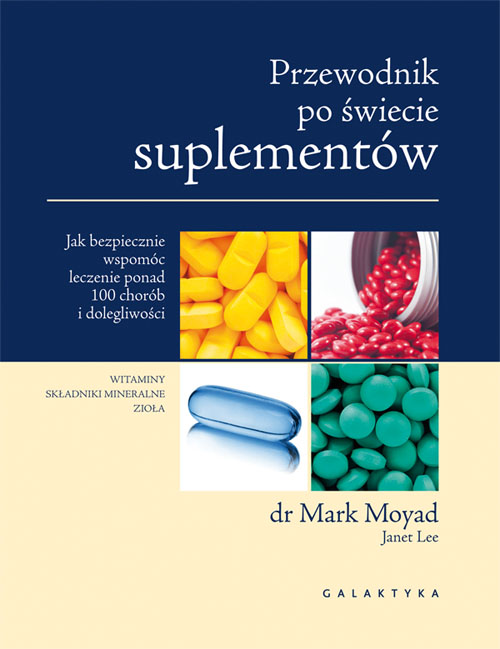 Przewodnik
po świecie
suplementów
Jak bezpiecznie
wspomóc
leczenie ponad
100 chorób
i dolegliwości
WITAMINY
SKŁADNIKI MINERALNE
ZIOŁA
dr Mark Moyad
Janet Lee
GALAKTYKA